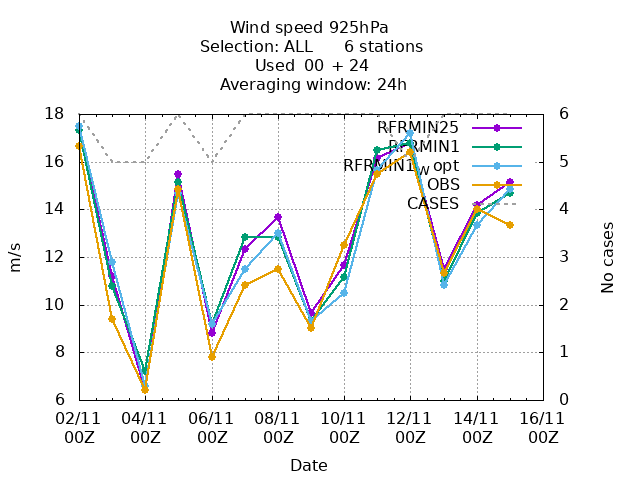 Wind speed 925hPa
Selection: ALL 6 stations
Used 00 + 24
Averaging window: 24h
18
16
14
12
10
8
6
m/s
6
5
4
3
2
1
0
No cases
RFRMIN25
RFRMIN1
RFRMIN1_Wopt
OBS
CASES
02/11 04/11 06/11 08/11 10/11 12/11 14/11 16/11
00Z 00Z 00Z 00Z 00Z 00Z 00Z 00Z
Date